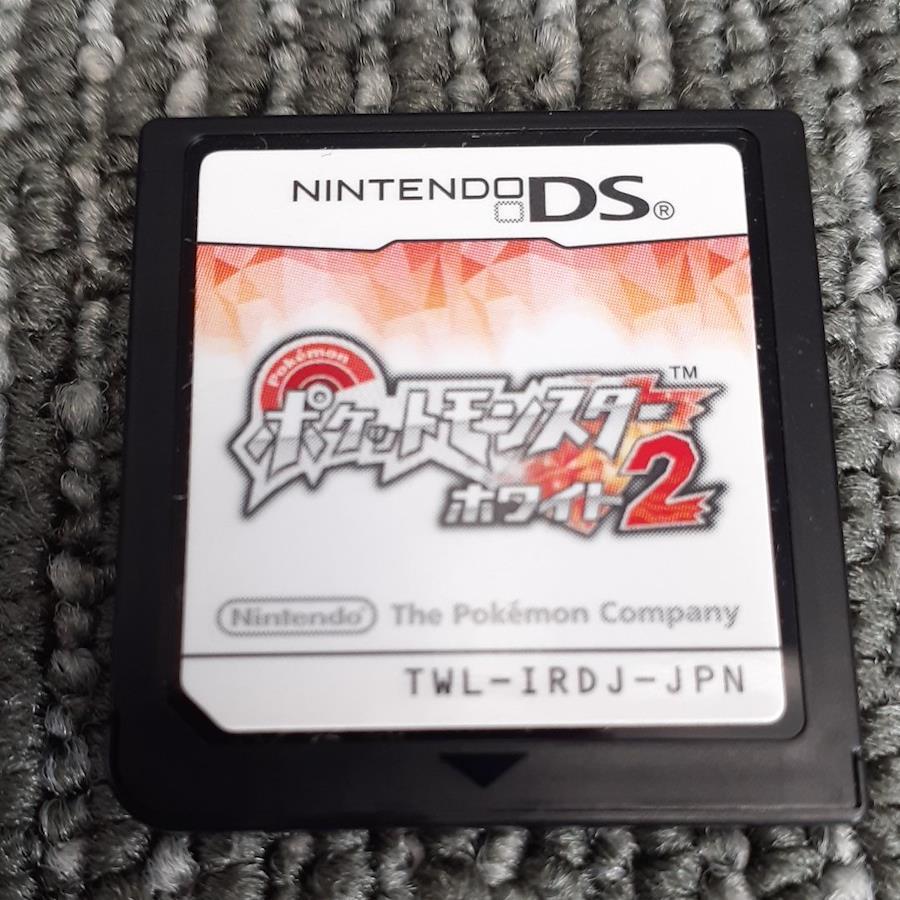 NINTENDO DS®
Pokémon
ポケットモンスター™
ホワイト2
Nintendo® The Pokémon Company
TWL-IRDJ-JPN